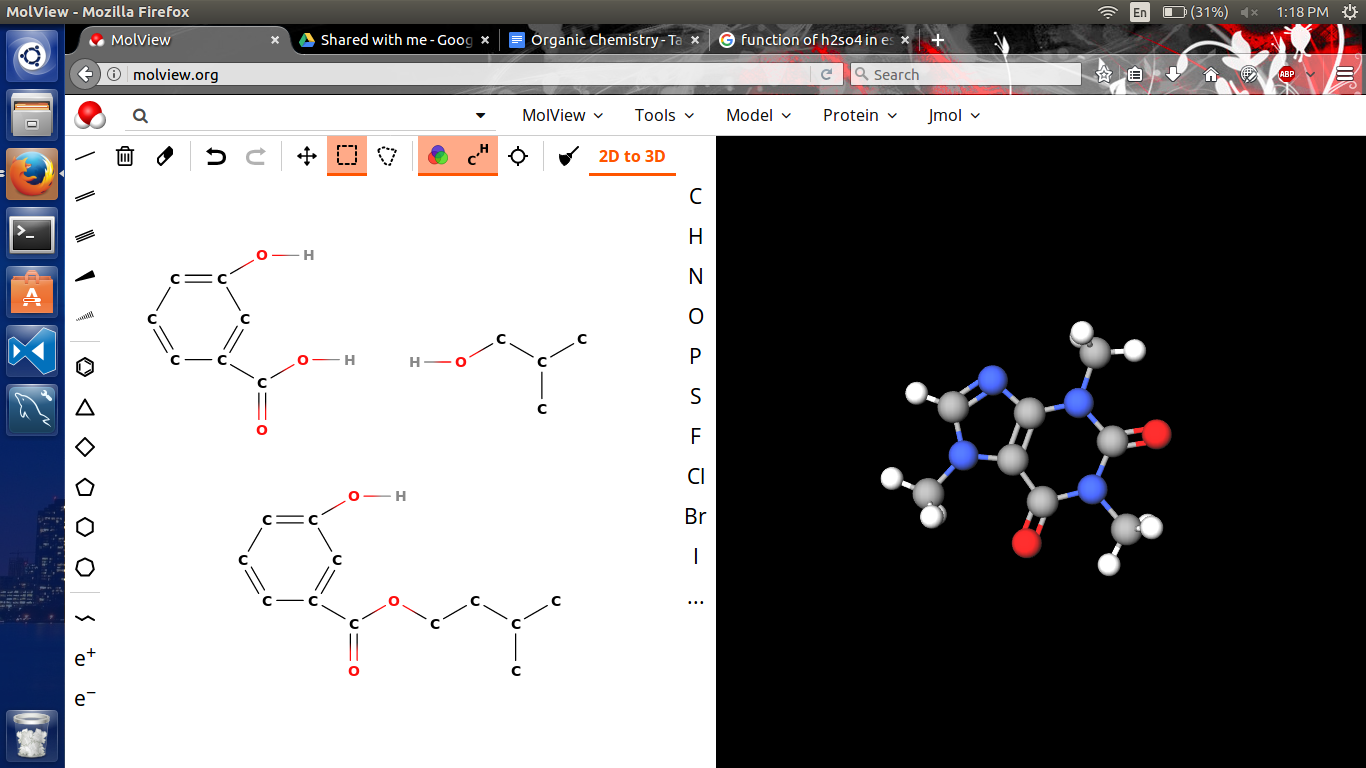 MolView - Mozilla Firefox
En
(31%)
1:18 PM
MolView
Shared with me - Goog
Organic Chemistry - Ta
function of h2so4 in es
molview.org
Search
ABP
MolView
Tools
Model
Protein
Jmol
C H
2D to 3D
C
H
N
O
P
S
F
Cl
Br
I
...
e+
e−
O H
C C
C C
C C
C O H
O
H O C C
C
C
O H
C C
C C
C C
C O C C C C
O C